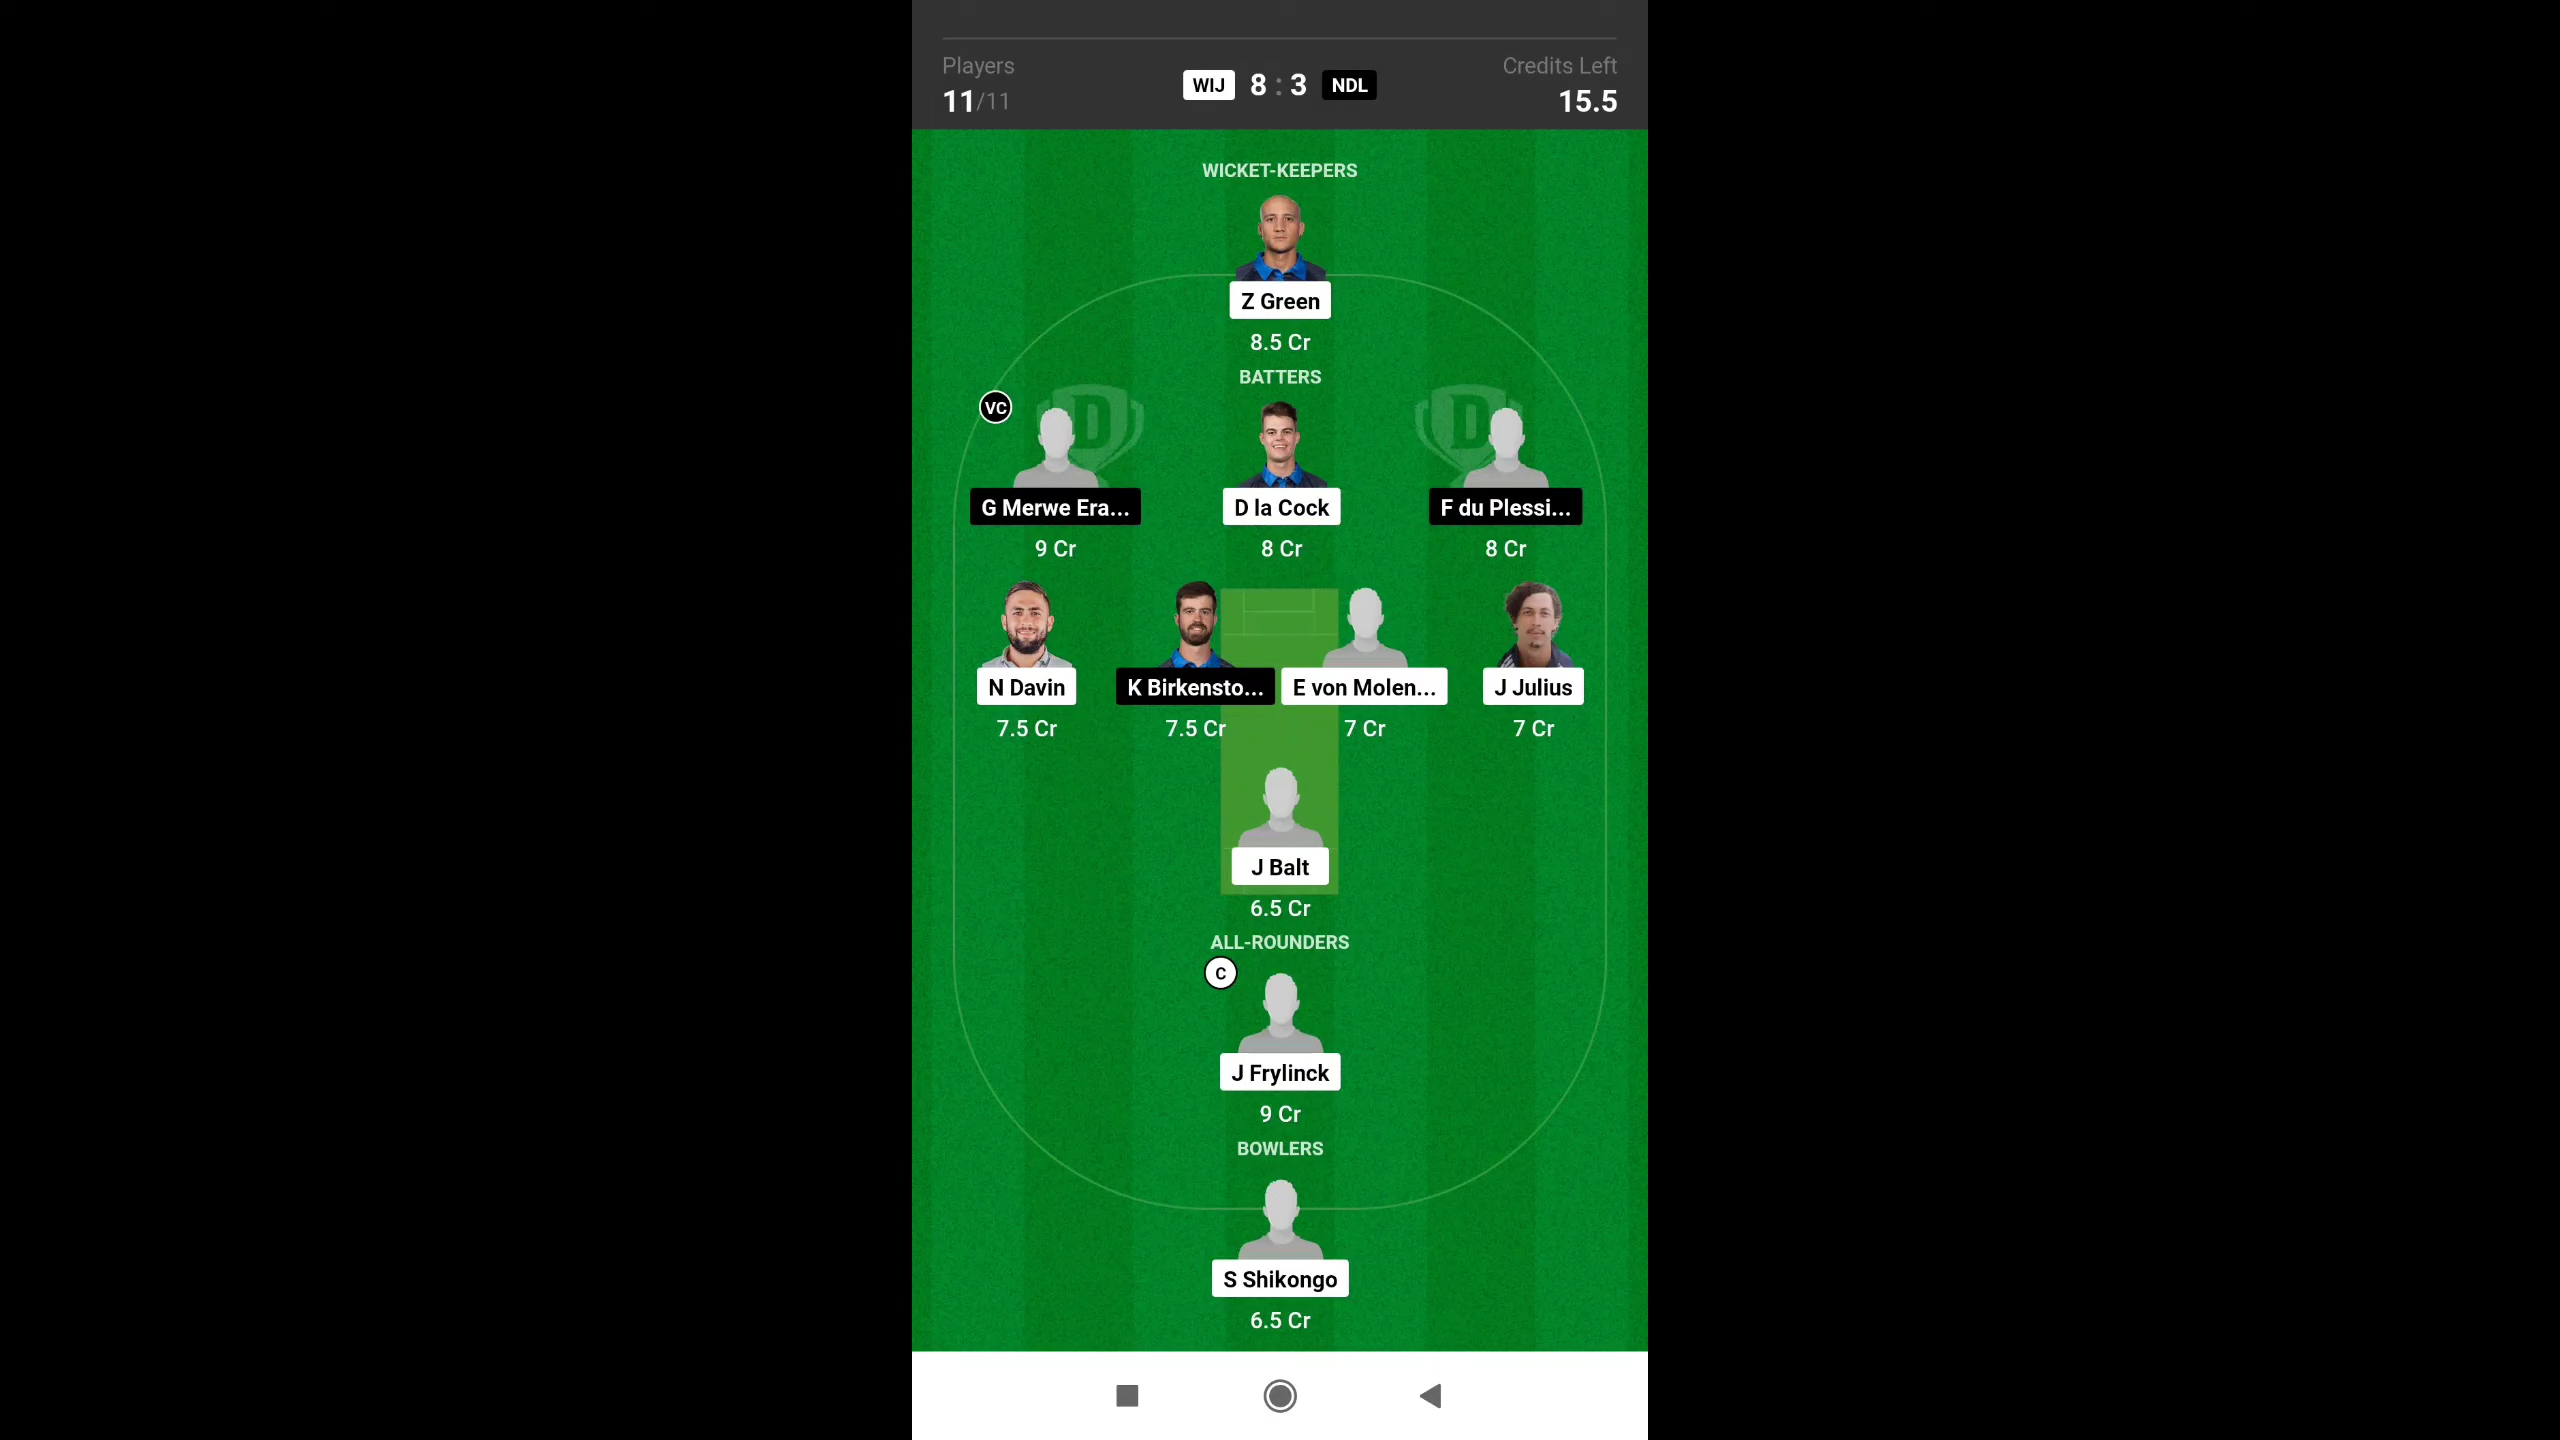 Players
11/11
WIJ 8 : 3 NDL
Credits Left
15.5
WICKET-KEEPERS
Z Green
8.5 Cr
BATTERS
VC
D
D
G Merwe Era...
9 Cr
D la Cock
8 Cr
F du Plessi...
8 Cr
N Davin
7.5 Cr
K Birkensto...
7.5 Cr
E von Molen...
7 Cr
J Julius
7 Cr
J Balt
6.5 Cr
ALL-ROUNDERS
C
J Frylinck
9 Cr
BOWLERS
S Shikongo
6.5 Cr